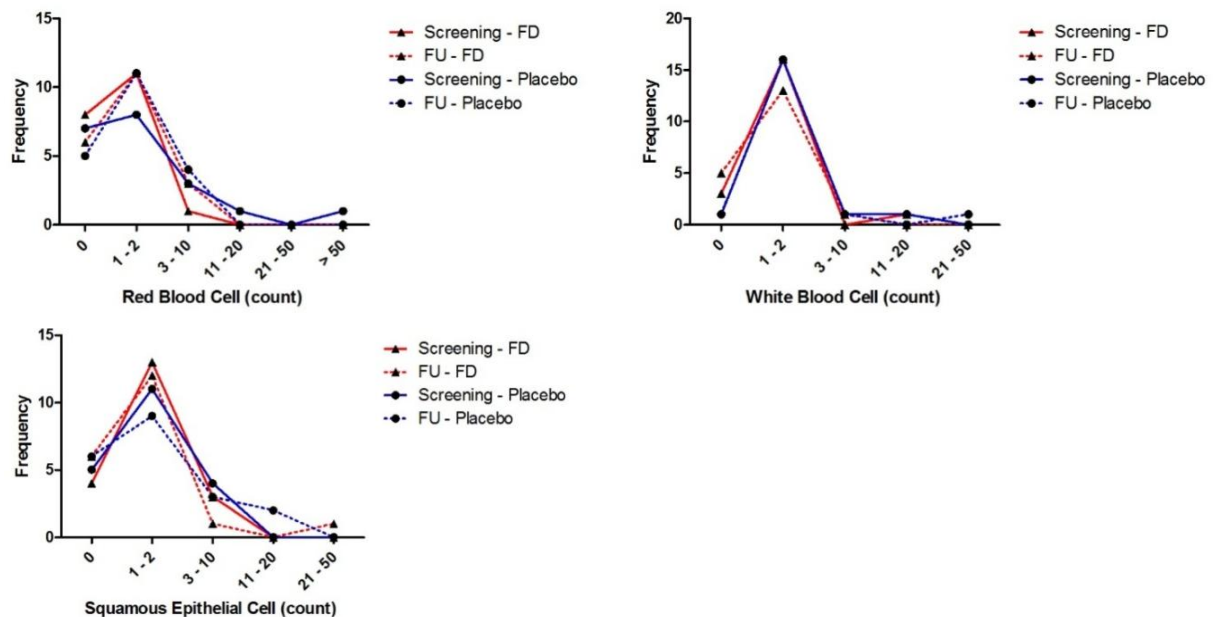 15
10
5
0
Frequency
0
1 - 2
3 - 10
11 - 20
21 - 50
> 50
Red Blood Cell (count)
Screening - FD
FU - FD
Screening - Placebo
FU - Placebo
20
15
10
5
0
Frequency
0
1 - 2
3 - 10
11 - 20
21 - 50
White Blood Cell (count)
Screening - FD
FU - FD
Screening - Placebo
FU - Placebo
15
10
5
0
Frequency
0
1 - 2
3 - 10
11 - 20
21 - 50
Squamous Epithelial Cell (count)
Screening - FD
FU - FD
Screening - Placebo
FU - Placebo